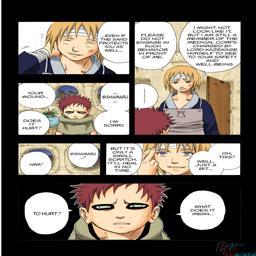 I MIGHT NOT
LOOK LIKE IT,
BUT I AM STILL A
MEMBER OF THE
MEDICAL CORPS,
CHARGED BY
LORD KAZEKAGE
HIMSELF TO SEE
TO YOUR SAFETY
AND
WELL-BEING.
PLEASE
DO NOT
ENGAGE IN
SUCH
BEHAVIOR
IN FRONT
OF ME.
...EVEN IF
THE SAND
PROTECTS
YOU AS
WELL...
YOUR
WOUND...
DOES
IT
HURT?
YASHAMARU
...
I'M
SORRY.
OH,
THIS?
WELL,
JUST A
BIT.
BUT IT'S
ONLY A
SMALL
SCRATCH.
IT'LL HEAL
IN NO
TIME.
YASHAMARU
...
HMM?
WHAT
DOES IT
MEAN...
TO HURT?